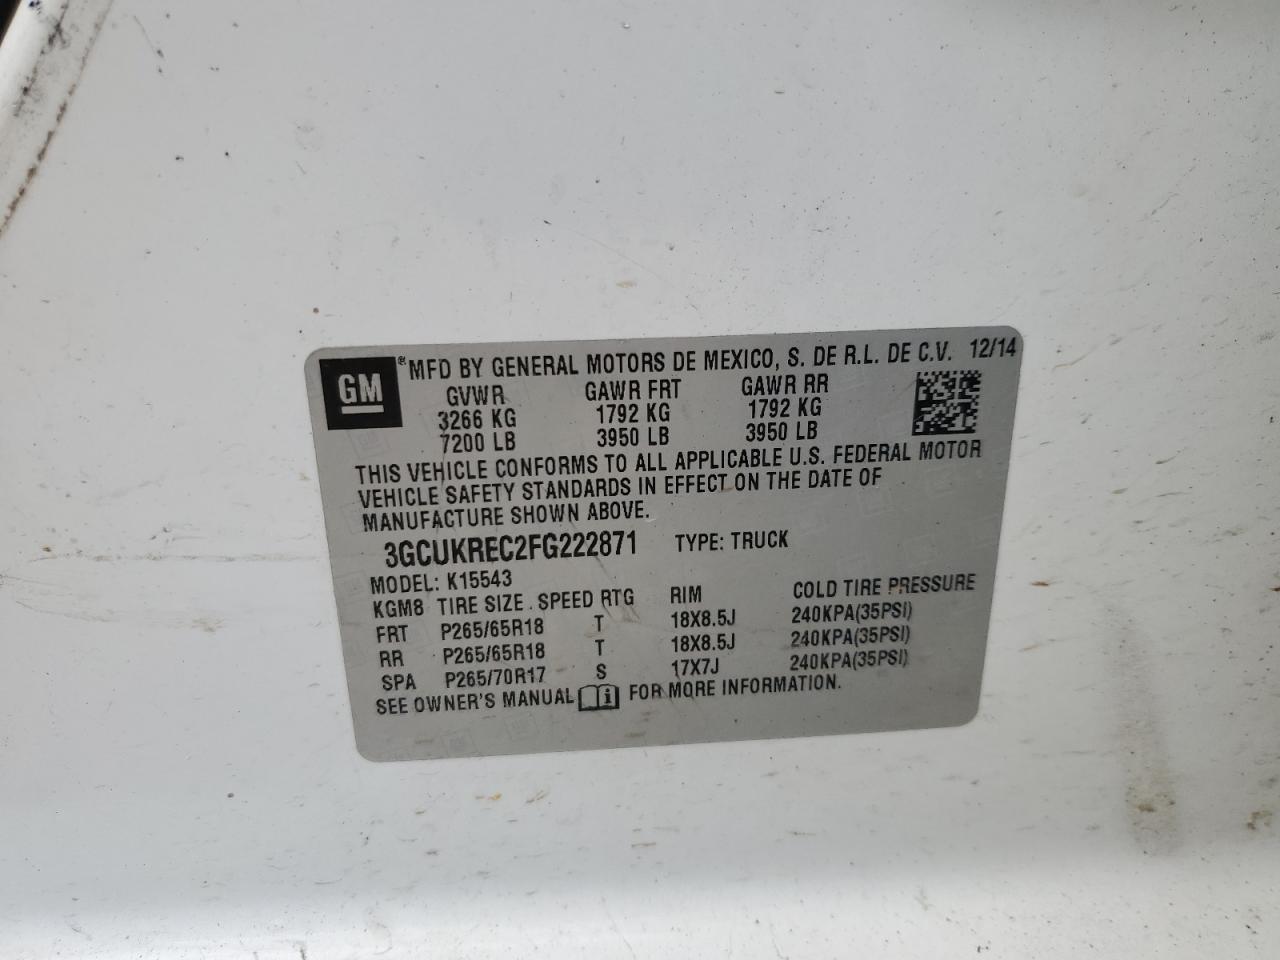 GM ® MFD BY GENERAL MOTORS DE MEXICO, S. DE R.L. DE C.V. 12/14
GVWR GAWR FRT GAWR RR
3266 KG 1792 KG 1792 KG
7200 LB 3950 LB 3950 LB
THIS VEHICLE CONFORMS TO ALL APPLICABLE U.S. FEDERAL MOTOR
VEHICLE SAFETY STANDARDS IN EFFECT ON THE DATE OF
MANUFACTURE SHOWN ABOVE.
3GCUKREC2FG222871 TYPE: TRUCK
MODEL: K15543
KGM8 TIRE SIZE SPEED RTG RIM COLD TIRE PRESSURE
FRT P265/65R18 T 18X8.5J 240KPA(35PSI)
RR P265/65R18 T 18X8.5J 240KPA(35PSI)
SPA P265/70R17 S 17X7J 240KPA(35PSI)
SEE OWNER'S MANUAL FOR MORE INFORMATION.